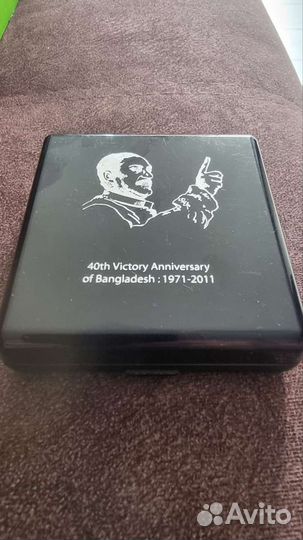 40th Victory Anniversary
of Bangladesh : 1971-2011
Avito